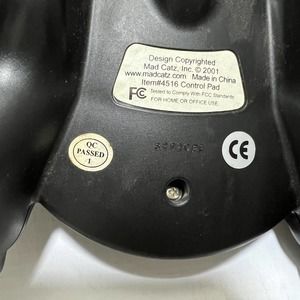 Design Copyrighted
Mad Catz, Inc. © 2001
www.madcatz.com Made in China
Item#4516 Control Pad
FC Tested to Comply With FCC Standards
FOR HOME OR OFFICE USE
QC
PASSED
1
CE